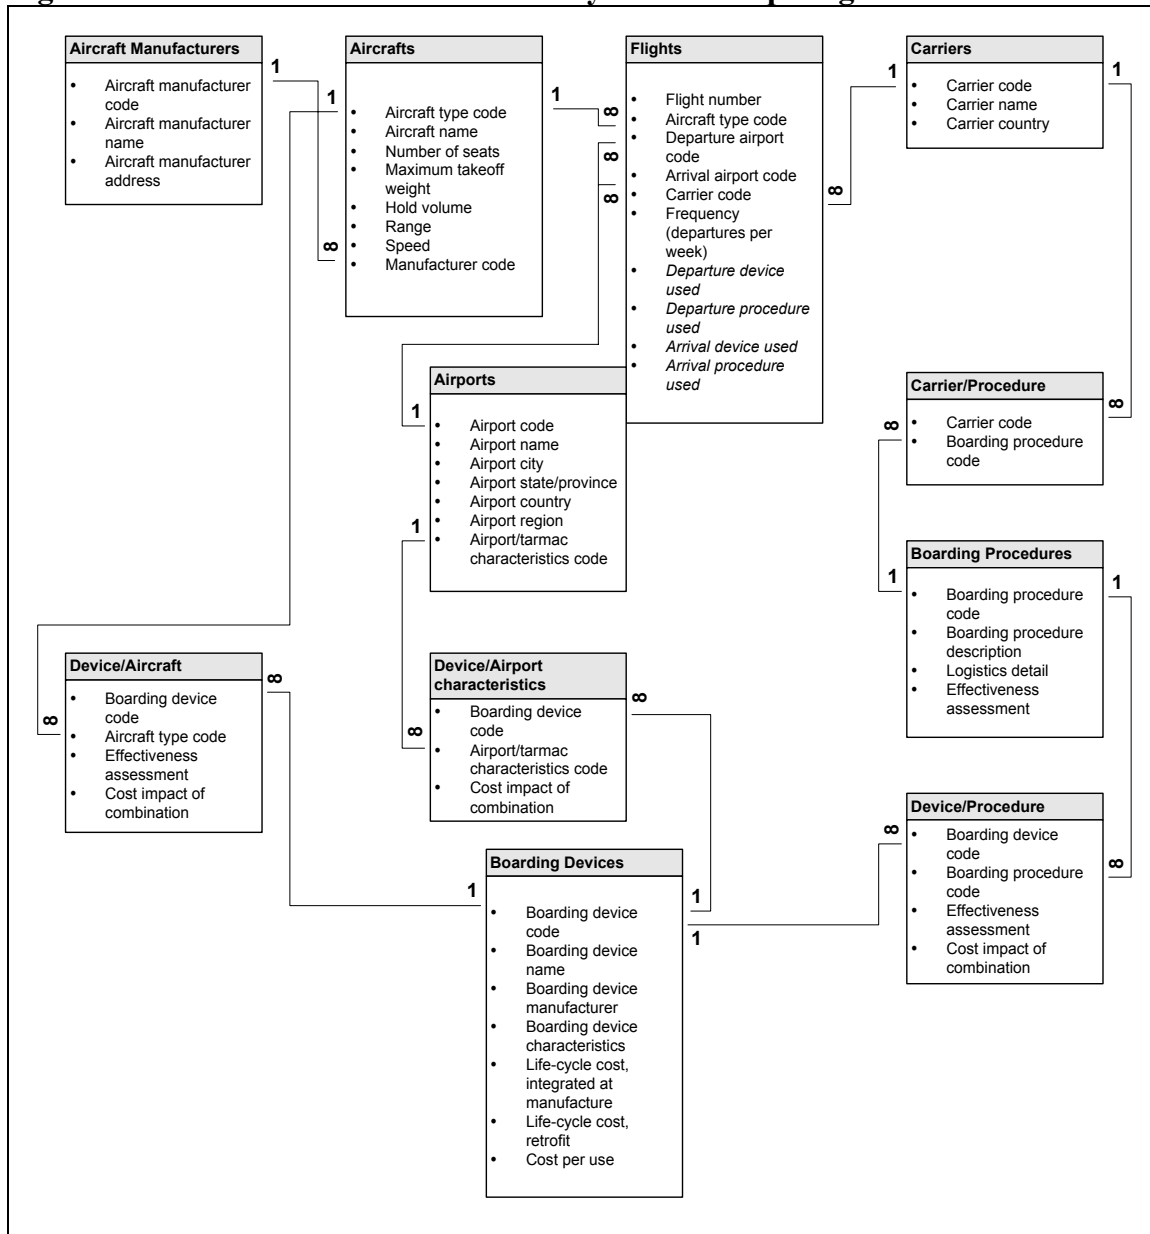 Aircraft Manufacturers
• Aircraft manufacturer
code
• Aircraft manufacturer
name
• Aircraft manufacturer
address
1
1
∞
Aircrafts
• Aircraft type code
• Aircraft name
• Number of seats
• Maximum takeoff
weight
• Hold volume
• Range
• Speed
• Manufacturer code
1
∞
∞
∞
Flights
• Flight number
• Aircraft type code
• Departure airport
code
• Arrival airport code
• Carrier code
• Frequency
(departures per
week)
• Departure device
used
• Departure procedure
used
• Arrival device used
• Arrival procedure
used
1
∞
Carriers
• Carrier code
• Carrier name
• Carrier country
1
∞
Airports
• Airport code
• Airport name
• Airport city
• Airport state/province
• Airport country
• Airport region
• Airport/tarmac
characteristics code
1
1
Carrier/Procedure
• Carrier code
• Boarding procedure
code
∞
1
Boarding Procedures
• Boarding procedure
code
• Boarding procedure
description
• Logistics detail
• Effectiveness
assessment
1
∞
Device/Aircraft
• Boarding device
code
• Aircraft type code
• Effectiveness
assessment
• Cost impact of
combination
∞
∞
Device/Airport
characteristics
• Boarding device
code
• Airport/tarmac
characteristics code
• Cost impact of
combination
∞
∞
Device/Procedure
• Boarding device
code
• Boarding procedure
code
• Effectiveness
assessment
• Cost impact of
combination
∞
Boarding Devices
• Boarding device
code
• Boarding device
name
• Boarding device
manufacturer
• Boarding device
characteristics
• Life-cycle cost,
integrated at
manufacture
• Life-cycle cost,
retrofit
• Cost per use
1
1
1